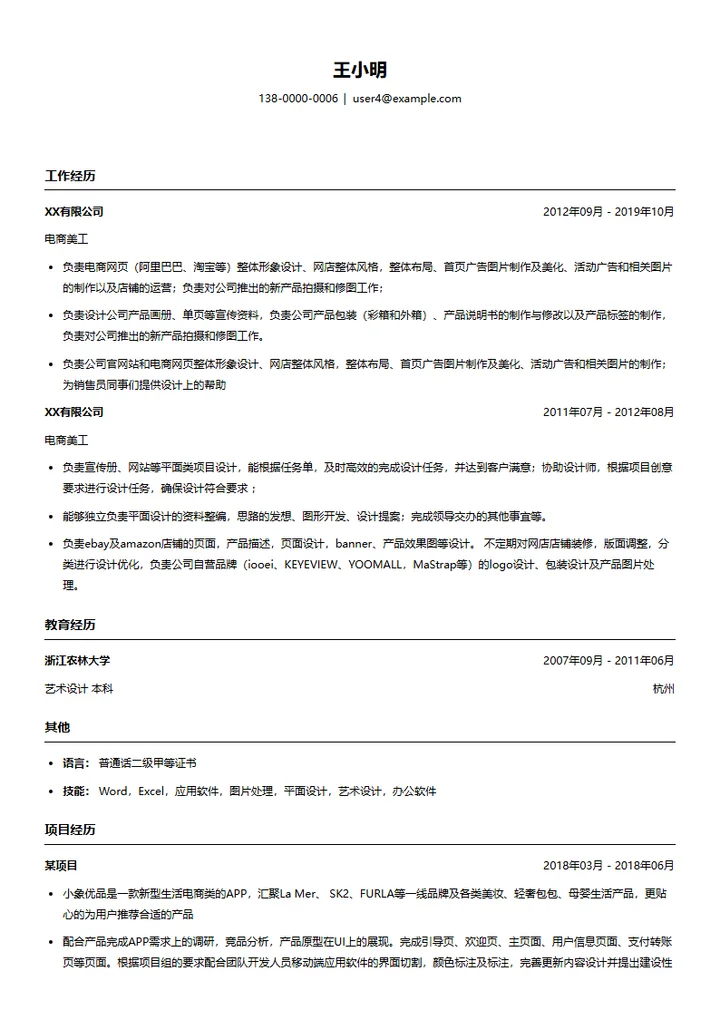 王小明
138-0000-0006 | user4@example.com
工作经历
XX有限公司 2012年09月 - 2019年10月
电商美工
• 负责电商网页（阿里巴巴、淘宝等）整体形象设计、网店整体风格，整体布局、首页广告图片制作及美化、活动广告和相关图片
的制作以及店铺的运营；负责对公司推出的新产品拍摄和修图工作；
• 负责设计公司产品画册、单页等宣传资料，负责公司产品包装（彩箱和外箱）、产品说明书的制作与修改以及产品标签的制作，
负责对公司推出的新产品拍摄和修图工作。
• 负责公司官网站和电商网页整体形象设计、网店整体风格，整体布局、首页广告图片制作及美化、活动广告和相关图片的制作；
为销售员同事们提供设计上的帮助
XX有限公司 2011年07月 - 2012年08月
电商美工
• 负责宣传册、网站等平面类项目设计，能根据任务单，及时高效的完成设计任务，并达到客户满意；协助设计师，根据项目创意
要求进行设计任务，确保设计符合要求；
• 能够独立负责平面设计的资料整编，思路的发想、图形开发、设计提案；完成领导交办的其他事宜等。
• 负责ebay及amazon店铺的页面，产品描述，页面设计，banner、产品效果图等设计。 不定期对网店店铺装修，版面调整，分
类进行设计优化，负责公司自营品牌（iooei、KEYEVIEW、YOOMALL，MaStrap等）的logo设计、包装设计及产品图片处
理。
教育经历
浙江农林大学 2007年09月 - 2011年06月
艺术设计 本科 杭州
其他
• 语言： 普通话二级甲等证书
• 技能： Word，Excel，应用软件，图片处理，平面设计，艺术设计，办公软件
项目经历
某项目 2018年03月 - 2018年06月
• 小象优品是一款新型生活电商类的APP，汇聚La Mer、 SK2、FURLA等一线品牌及各类美妆、轻奢包包、母婴生活产品，更贴
心的为用户推荐合适的产品
• 配合产品完成APP需求上的调研，竞品分析，产品原型在UI上的展现。完成引导页、欢迎页、主页面、用户信息页面、支付转账
页等页面。根据项目组的要求配合团队开发人员移动端应用软件的界面切割，颜色标注及标注，完善更新内容设计并提出建设性